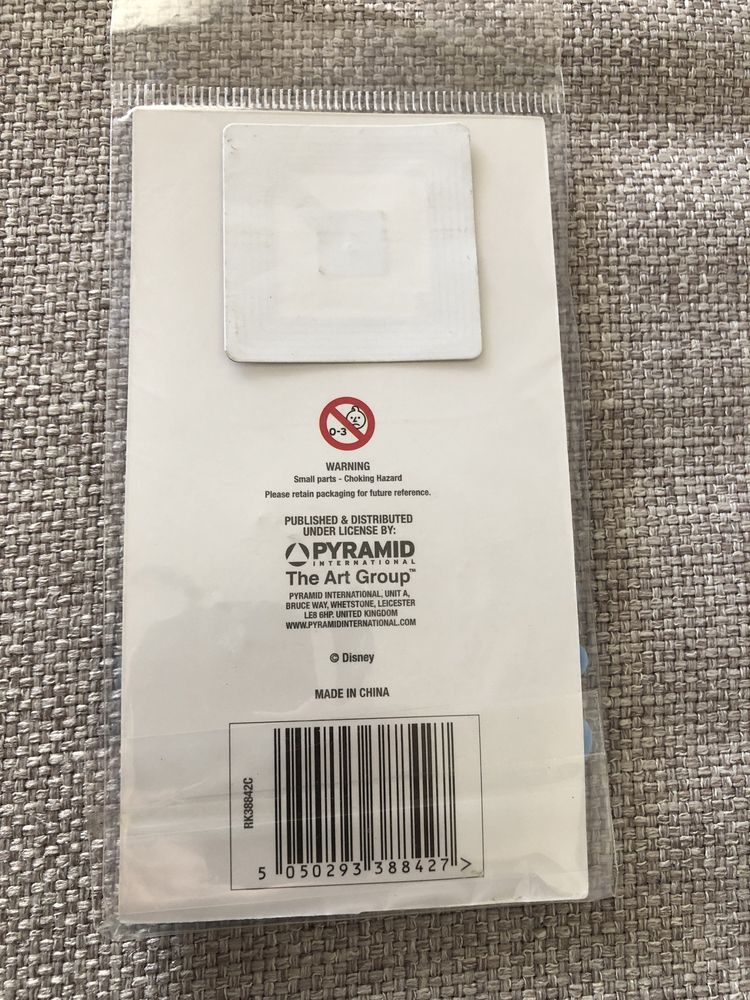 0-3
WARNING
Small parts - Choking Hazard
Please retain packaging for future reference.
PUBLISHED & DISTRIBUTED
UNDER LICENSE BY:
PYRAMID
INTERNATIONAL
The Art Group™
PYRAMID INTERNATIONAL, UNIT A,
BRUCE WAY, WHETSTONE, LEICESTER
LE8 6HP. UNITED KINGDOM
WWW.PYRAMIDINTERNATIONAL.COM
© Disney
MADE IN CHINA
RK38842C
5 050293 388427 >